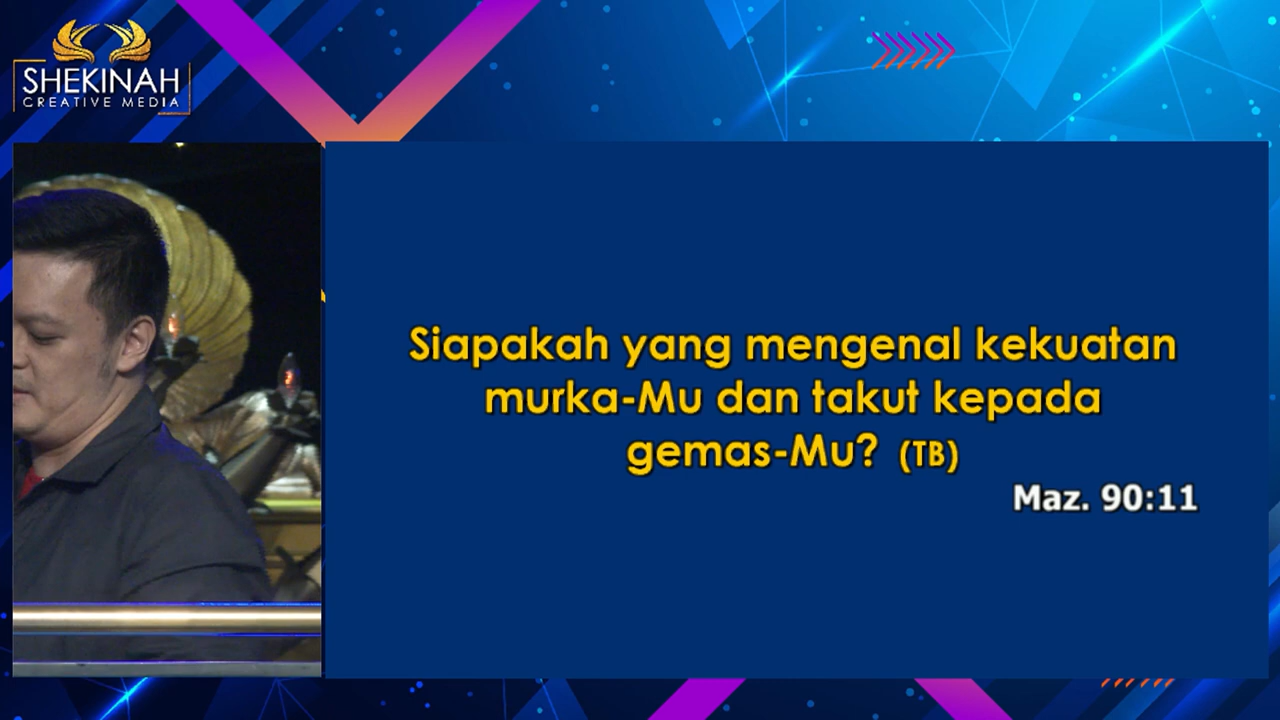 SHEKINAH
CREATIVE MEDIA
Siapakah yang mengenal kekuatan
murka-Mu dan takut kepada
gemas-Mu? (TB)
Maz. 90:11